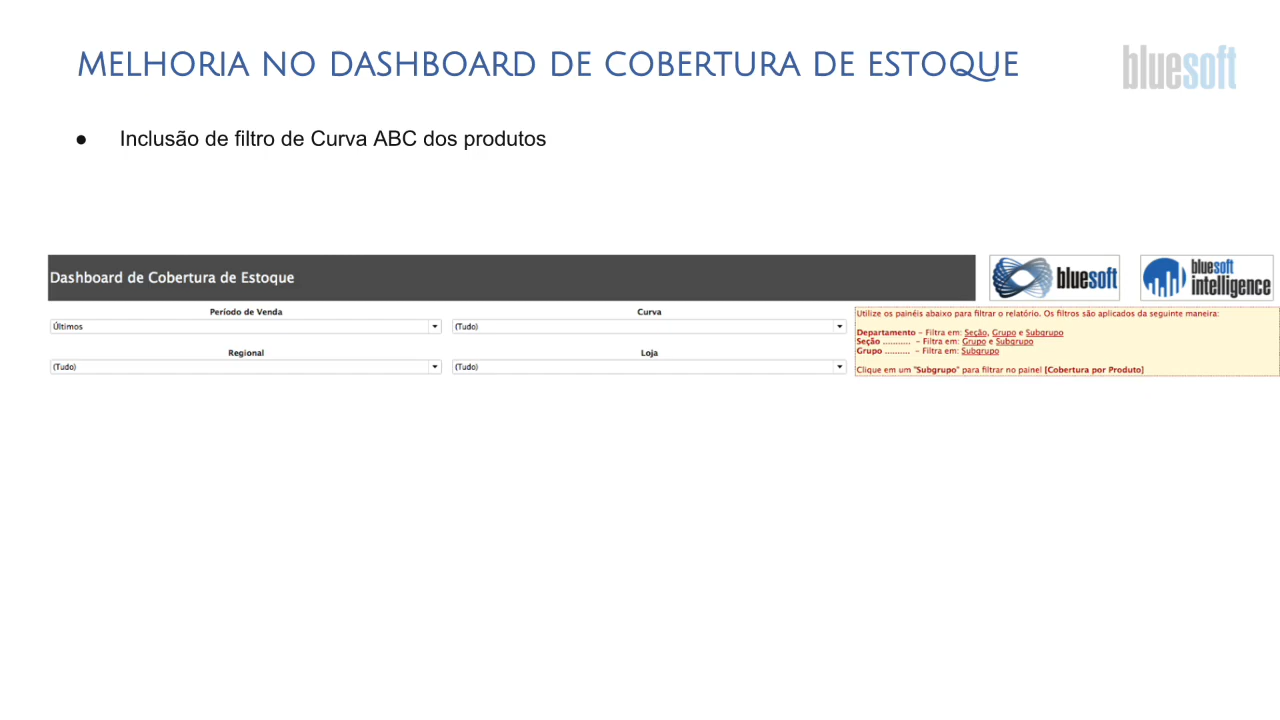 MELHORIA NO DASHBOARD DE COBERTURA DE ESTOQUE
bluesoft
● Inclusão de filtro de Curva ABC dos produtos
Dashboard de Cobertura de Estoque
bluesoft
bluesoft
intelligence
Período de Venda
Curva
Últimos
(Tudo)
Regional
Loja
(Tudo)
(Tudo)
Utilize os painéis abaixo para filtrar o relatório. Os filtros são aplicados da seguinte maneira:
Departamento – Filtra em: Seção, Grupo e Subgrupo
Seção ........... – Filtra em: Grupo e Subgrupo
Grupo .......... – Filtra em: Subgrupo
Clique em um "Subgrupo" para filtrar no painel [Cobertura por Produto]